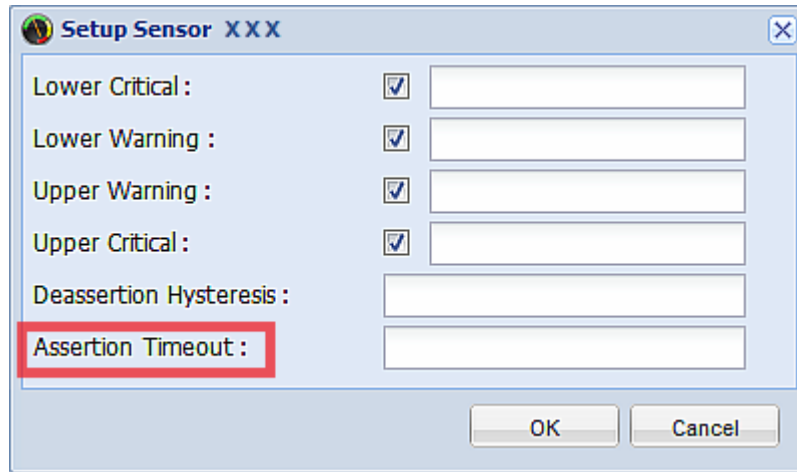 Setup Sensor XXX
Lower Critical:
Lower Warning :
Upper Warning :
Upper Critical:
Deassertion Hysteresis :
Assertion Timeout :
OK Cancel